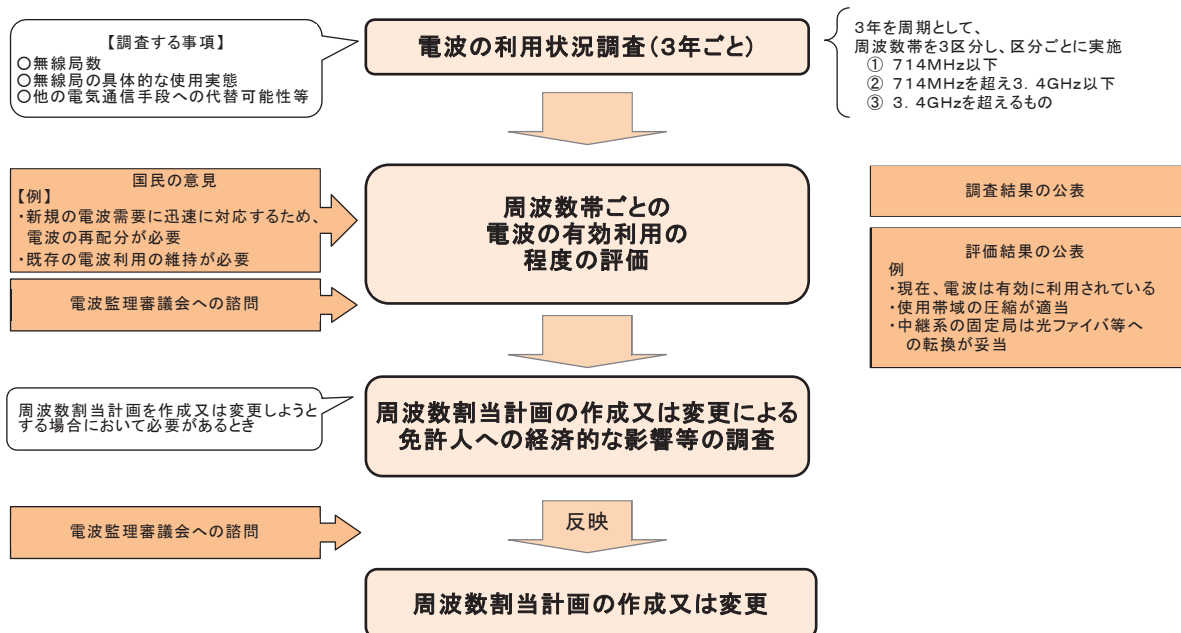 【調査する事項】
○無線局数
○無線局の具体的な使用実態
○他の電気通信手段への代替可能性等
電波の利用状況調査(3年ごと)
3年を周期として、
周波数帯を3区分し、区分ごとに実施
① 714MHz以下
② 714MHzを超え3.4GHz以下
③ 3.4GHzを超えるもの
国民の意見
【例】
・新規の電波需要に迅速に対応するため、
電波の再配分が必要
・既存の電波利用の維持が必要
電波監理審議会への諮問
周波数帯ごとの
電波の有効利用の
程度の評価
調査結果の公表
評価結果の公表
例
・現在、電波は有効に利用されている
・使用帯域の圧縮が適当
・中継系の固定局は光ファイバ等へ
の転換が妥当
周波数割当計画を作成又は変更しようと
する場合において必要があるとき
周波数割当計画の作成又は変更による
免許人への経済的な影響等の調査
電波監理審議会への諮問
反映
周波数割当計画の作成又は変更